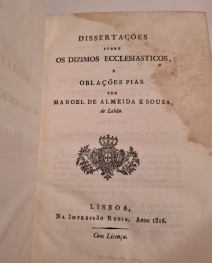 DISSERTAÇÕES
SOBRE
OS DIZIMOS ECCLESIASTICOS,
E
OBLAÇÕES PIAS
POR
MANOEL DE ALMEIDA E SOUSA,
de Lobão.
LISBOA,
NA IMPRESSÃO REGIA. Anno 1816.
Com Licença.